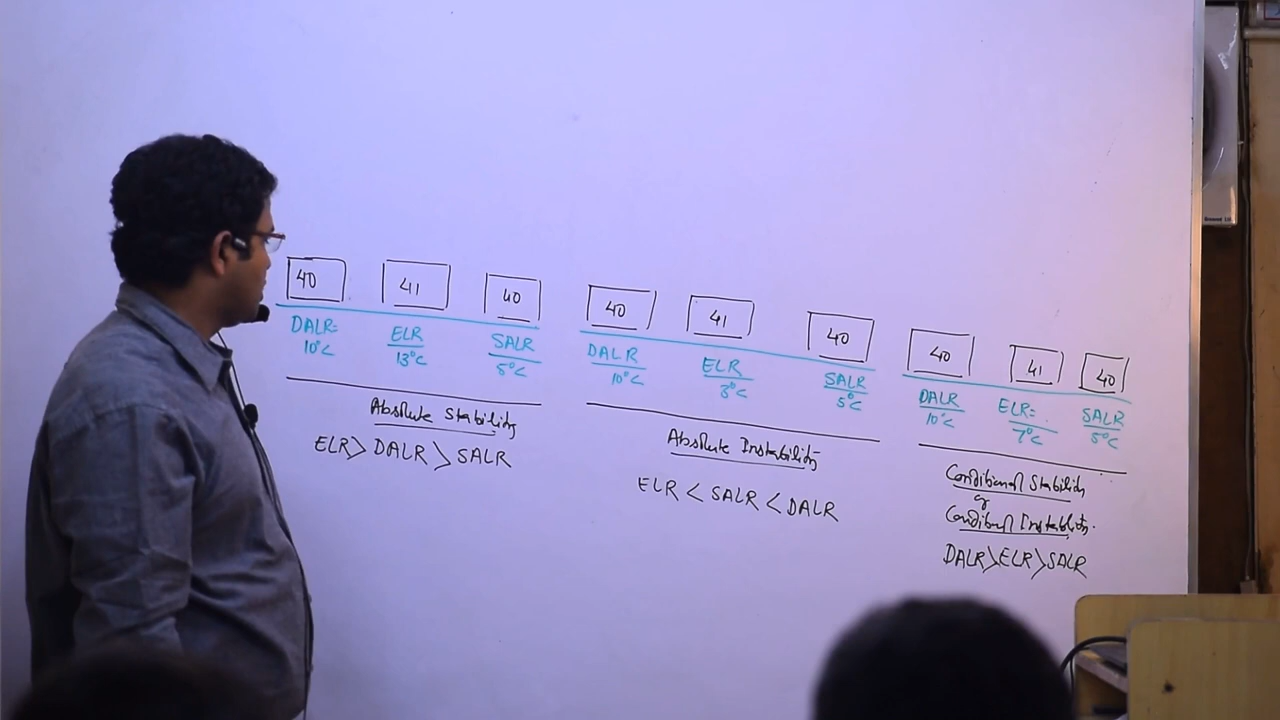 40 41 40
DALR= ELR SALR
10°C 13°C 5°C
Absolute Stability
ELR > DALR > SALR
40 41 40
DALR ELR SALR
10°C 3°C 5°C
Absolute Instability
ELR < SALR < DALR
40 41 40
DALR ELR= SALR
10°C 7°C 5°C
Conditional Stability
Conditional Instability.
DALR > ELR > SALR